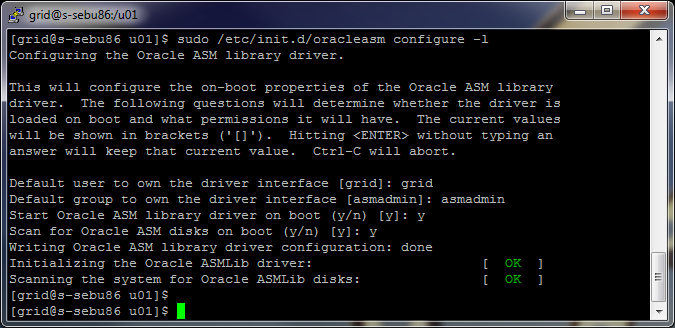 grid@s-sebu86:/u01
[grid@s-sebu86 u01]$ sudo /etc/init.d/oracleasm configure -l
Configuring the Oracle ASM library driver.
This will configure the on-boot properties of the Oracle ASM library
driver.  The following questions will determine whether the driver is
loaded on boot and what permissions it will have.  The current values
will be shown in brackets ('[]').  Hitting <ENTER> without typing an
answer will keep that current value.  Ctrl-C will abort.
Default user to own the driver interface [grid]: grid
Default group to own the driver interface [asmadmin]: asmadmin
Start Oracle ASM library driver on boot (y/n) [y]: y
Scan for Oracle ASM disks on boot (y/n) [y]: y
Writing Oracle ASM library driver configuration: done
Initializing the Oracle ASMLib driver:                     [  OK  ]
Scanning the system for Oracle ASMLib disks:               [  OK  ]
[grid@s-sebu86 u01]$
[grid@s-sebu86 u01]$